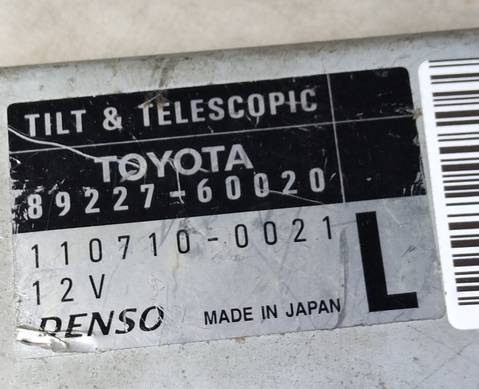 TILT & TELESCOPIC
TOYOTA
89227-60020
110710-0021
12V
L
DENSO
MADE IN JAPAN